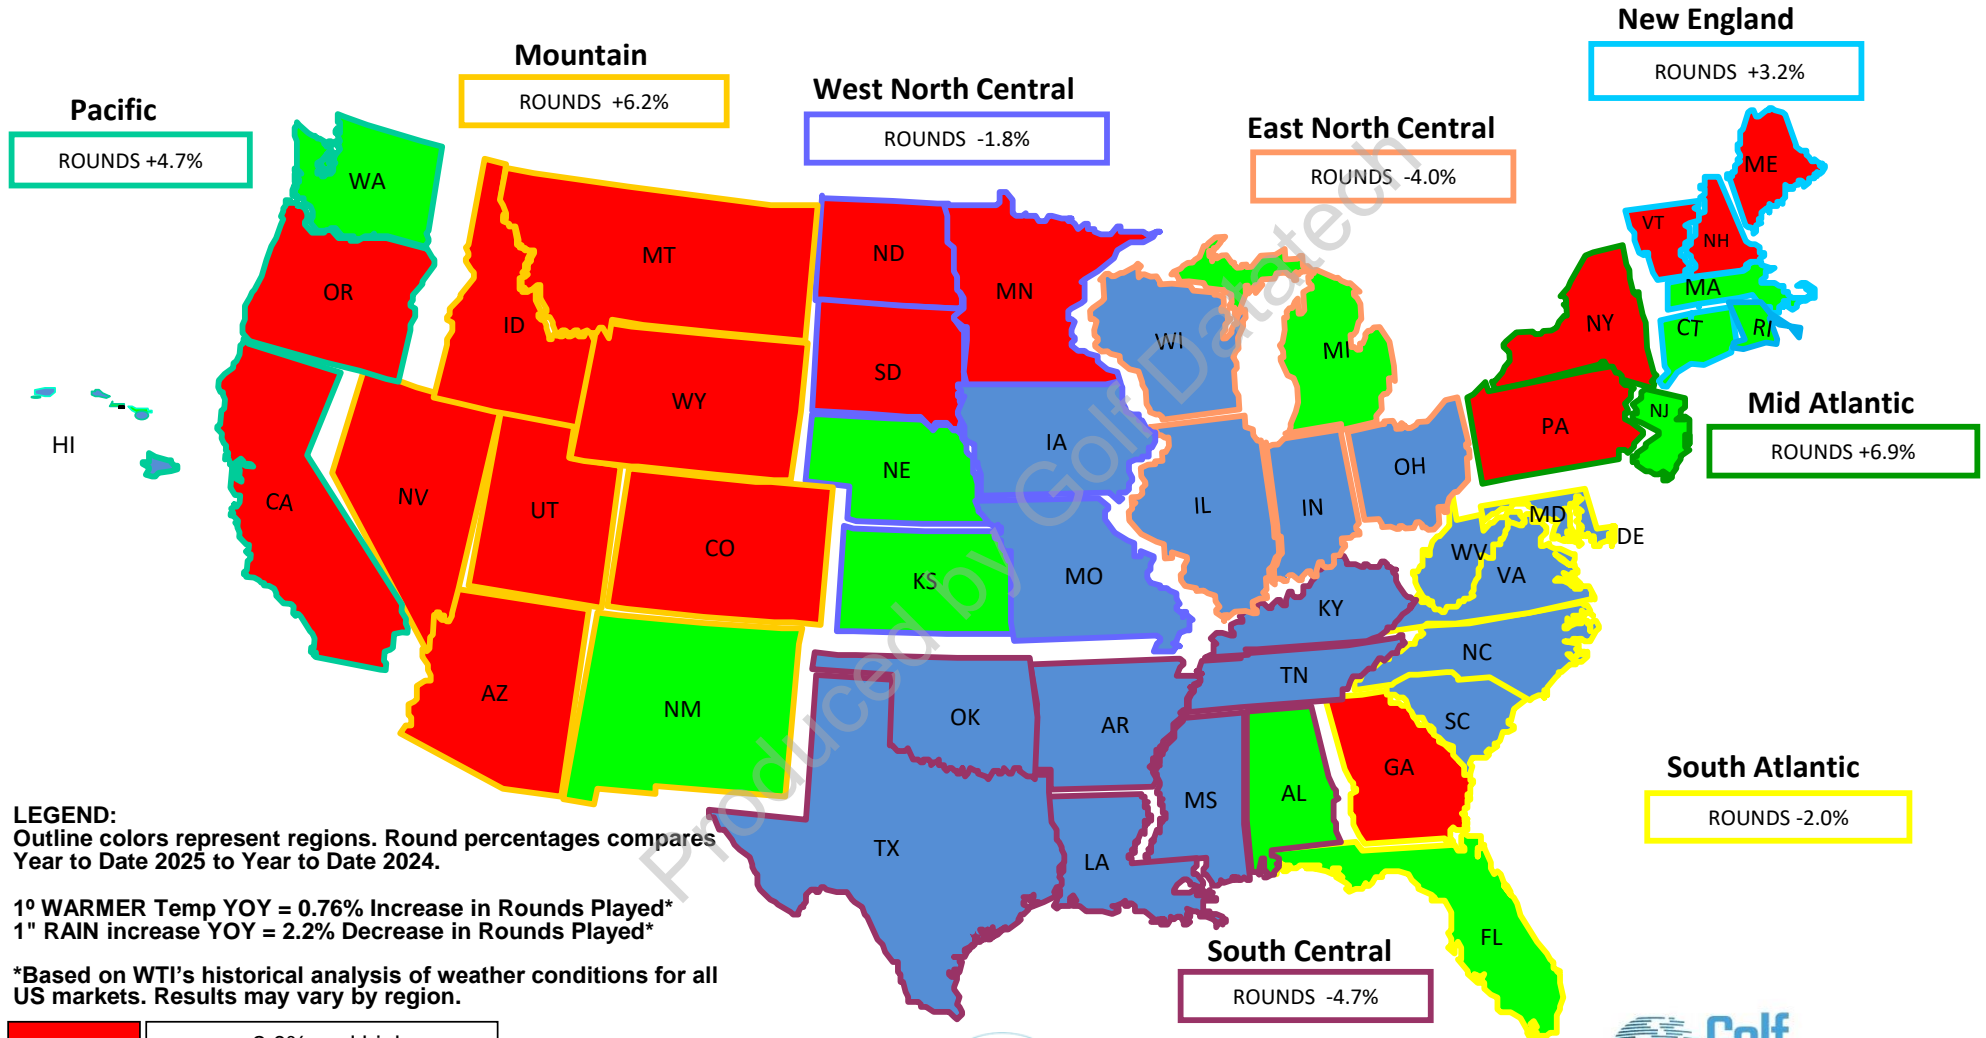 New England
ROUNDS +3.2%
Mountain
ROUNDS +6.2%
West North Central
ROUNDS -1.8%
Pacific
ROUNDS +4.7%
East North Central
ROUNDS -4.0%
Mid Atlantic
ROUNDS +6.9%
South Atlantic
ROUNDS -2.0%
South Central
ROUNDS -4.7%
WA
OR
CA
HI
MT
ID
WY
NV
UT
CO
AZ
NM
ND
MN
SD
IA
NE
KS
MO
WI
MI
IL
IN
OH
ME
VT
NH
MA
CT
RI
NY
PA
NJ
MD
DE
WV
VA
NC
SC
GA
FL
KY
TN
OK
AR
TX
LA
MS
AL
Produced by Golf Datatech
LEGEND:
Outline colors represent regions. Round percentages compares
Year to Date 2025 to Year to Date 2024.
1º WARMER Temp YOY = 0.76% Increase in Rounds Played*
1" RAIN increase YOY = 2.2% Decrease in Rounds Played*
*Based on WTI's historical analysis of weather conditions for all
US markets. Results may vary by region.
Golf